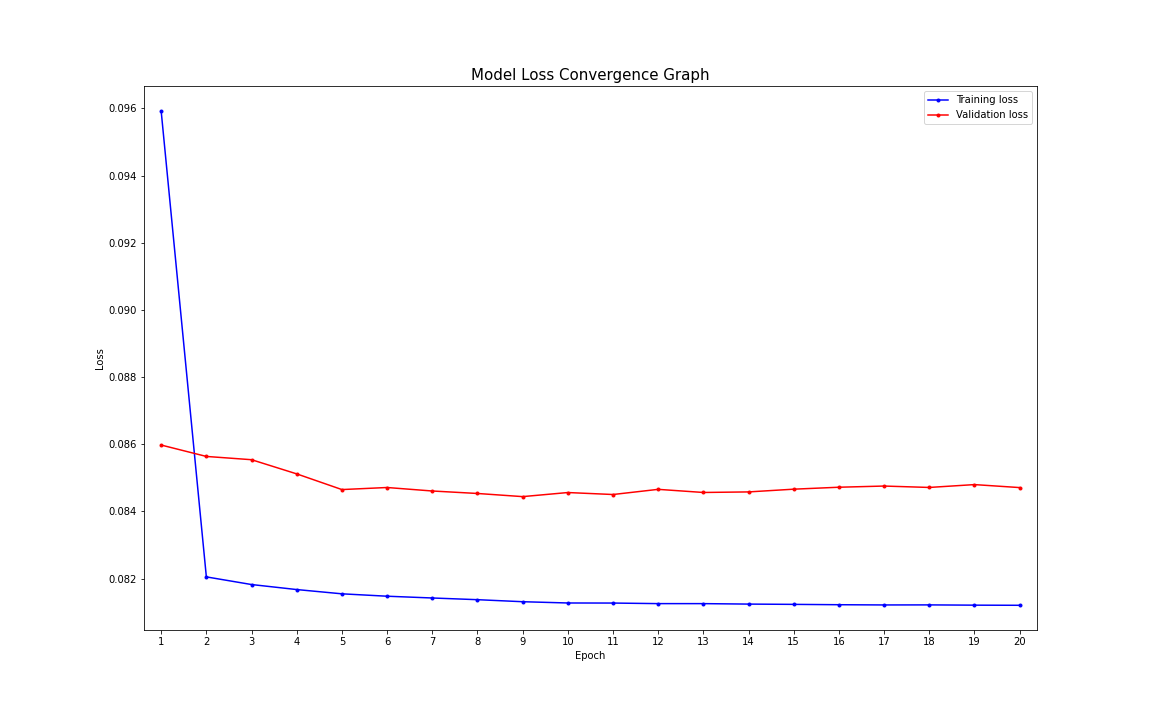 Model Loss Convergence Graph
Training loss
Validation loss
0.096
0.094
0.092
0.090
0.088
0.086
0.084
0.082
Loss
1 2 3 4 5 6 7 8 9 10 11 12 13 14 15 16 17 18 19 20
Epoch